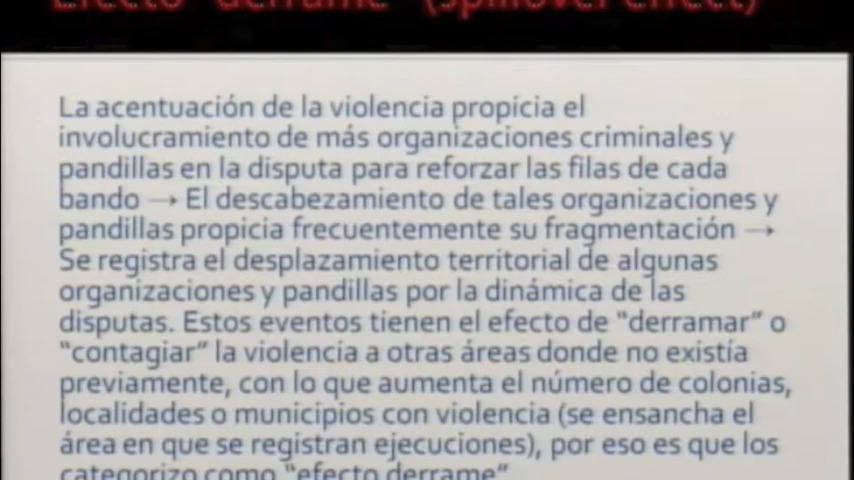 Efecto "derrame" (spillover effect)
La acentuación de la violencia propicia el
involucramiento de más organizaciones criminales y
pandillas en la disputa para reforzar las filas de cada
bando → El descabezamiento de tales organizaciones y
pandillas propicia frecuentemente su fragmentación →
Se registra el desplazamiento territorial de algunas
organizaciones y pandillas por la dinámica de las
disputas. Estos eventos tienen el efecto de “derramar” o
“contagiar” la violencia a otras áreas donde no existía
previamente, con lo que aumenta el número de colonias,
localidades o municipios con violencia (se ensancha el
área en que se registran ejecuciones), por eso es que los
categorizo como “efecto derrame”